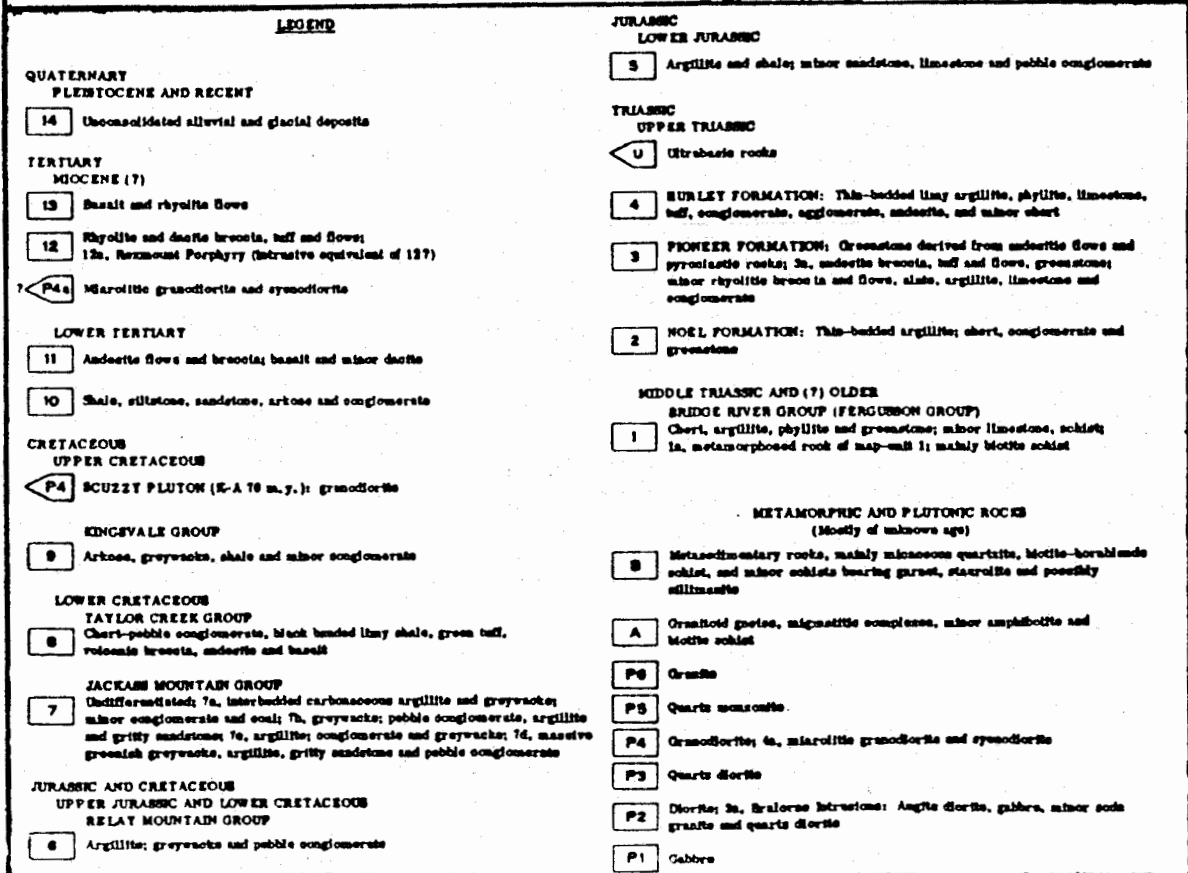 LEGEND
QUATERNARY
PLEISTOCENE AND RECENT
14 Unconsolidated alluvial and glacial deposits
TERTIARY
MIOCENE (?)
13 Basalt and rhyolite flows
12 Rhyolite and dacite breccia, tuff and flows;
12a, Rexmount Porphyry (intrusive equivalent of 12?)
? P4a Miarolitic granodiorite and syenodiorite
LOWER TERTIARY
11 Andesite flows and breccia; basalt and minor dacite
10 Shale, siltstone, sandstone, arkose and conglomerate
CRETACEOUS
UPPER CRETACEOUS
P4 SCUZZY PLUTON (K-A 70 m.y.): granodiorite
KINGSVALE GROUP
9 Arkose, greywacke, shale and minor conglomerate
LOWER CRETACEOUS
TAYLOR CREEK GROUP
8 Chert-pebble conglomerate, black banded limy shale, green tuff,
volcanic breccia, andesite and basalt
JACKASS MOUNTAIN GROUP
7 Undifferentiated; 7a, interbedded carbonaceous argillite and greywacke;
minor conglomerate and coal; 7b, greywacke; pebble conglomerate, argillite
and gritty sandstone; 7c, argillite; conglomerate and greywacke; 7d, massive
greenish greywacke, argillite, gritty sandstone and pebble conglomerate
JURASSIC AND CRETACEOUS
UPPER JURASSIC AND LOWER CRETACEOUS
RELAY MOUNTAIN GROUP
6 Argillite; greywacke and pebble conglomerate
JURASSIC
LOWER JURASSIC
5 Argillite and shale; minor sandstone, limestone and pebble conglomerate
TRIASSIC
UPPER TRIASSIC
U Ultrabasic rocks
4 HURLEY FORMATION: Thin-bedded limy argillite, phyllite, limestone,
tuff, conglomerate, agglomerate, andesite, and minor chert
3 PIONEER FORMATION: Greenstone derived from andesitic flows and
pyroclastic rocks; 3a, andesite breccia, tuff and flows, greenstone;
minor rhyolitic breccia and flows, slate, argillite, limestone and
conglomerate
2 NOEL FORMATION: Thin-bedded argillite; chert, conglomerate and
greenstone
MIDDLE TRIASSIC AND (?) OLDER
BRIDGE RIVER GROUP (FERGUSSON GROUP)
1 Chert, argillite, phyllite and greenstone; minor limestone, schist;
1a, metamorphosed rock of map-unit 1; mainly biotite schist
METAMORPHIC AND PLUTONIC ROCKS
(Mostly of unknown age)
B Metasedimentary rocks, mainly micaceous quartzite, biotite-hornblende
schist, and minor schists bearing garnet, staurolite and possibly
sillimanite
A Granitoid gneiss, migmatitic complexes, minor amphibolite and
biotite schist
P6 Granite
P5 Quartz monzonite
P4 Granodiorite; 4a, miarolitic granodiorite and syenodiorite
P3 Quartz diorite
P2 Diorite; 2a, Bralorne Intrusions: Augite diorite, gabbro, minor soda
granite and quartz diorite
P1 Gabbro